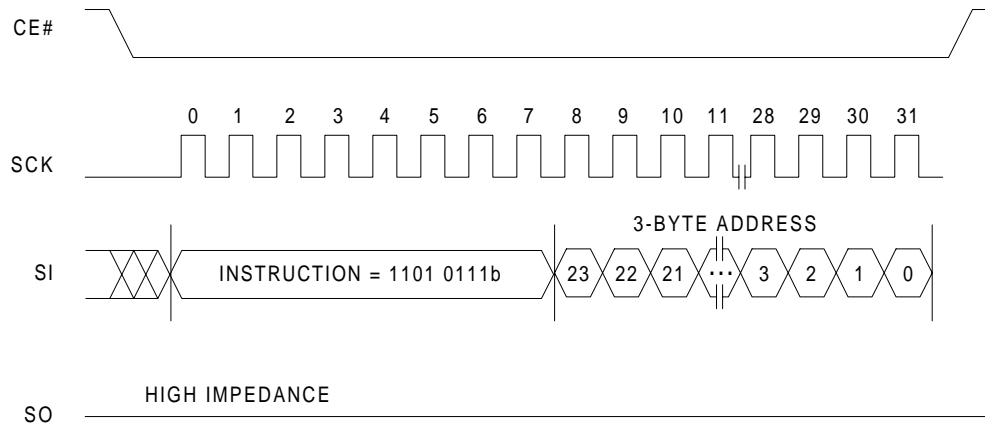 CE#
0 1 2 3 4 5 6 7 8 9 10 11 28 29 30 31
SCK
3-BYTE ADDRESS
SI INSTRUCTION = 1101 0111b 23 22 21 ... 3 2 1 0
HIGH IMPEDANCE
SO